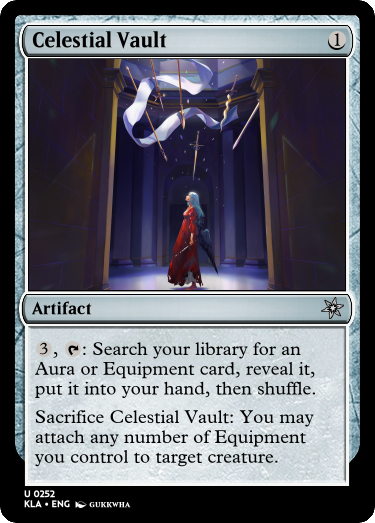 Celestial Vault 1
Artifact
3, T: Search your library for an
Aura or Equipment card, reveal it,
put it into your hand, then shuffle.
Sacrifice Celestial Vault: You may
attach any number of Equipment
you control to target creature.
U 0252
KLA • ENG GUKKWHA